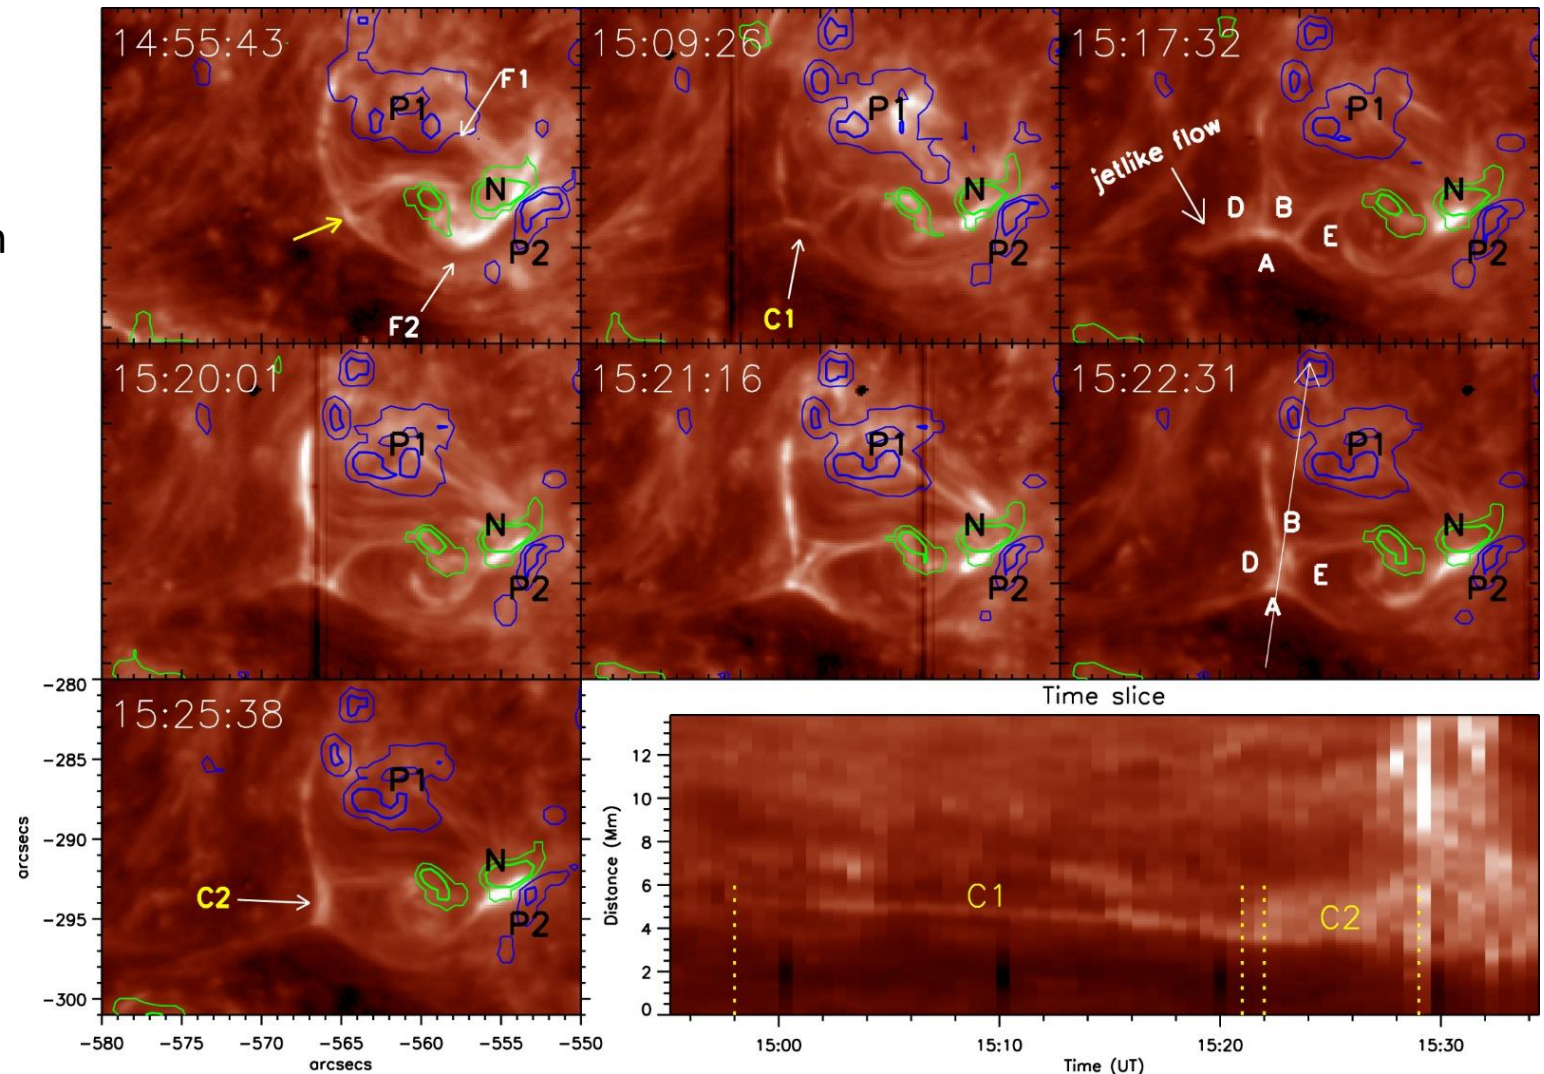 14:55:43
F1
P1
N
P2
F2
15:09:26
P1
N
P2
C1
15:17:32
P1
jetlike flow
N
D B
E
P2
A
n
15:20:01
P1
N
P2
15:21:16
P1
N
P2
15:22:31
P1
N
B
D E
P2
A
15:25:38
P1
N
C2
P2
-280
-285
-290
-295
-300
arcsecs
-580 -575 -570 -565 -560 -555 -550
arcsecs
Time slice
12
10
8
6
4
2
0
Distance (Mm)
C1
C2
15:00 15:10 15:20 15:30
Time (UT)